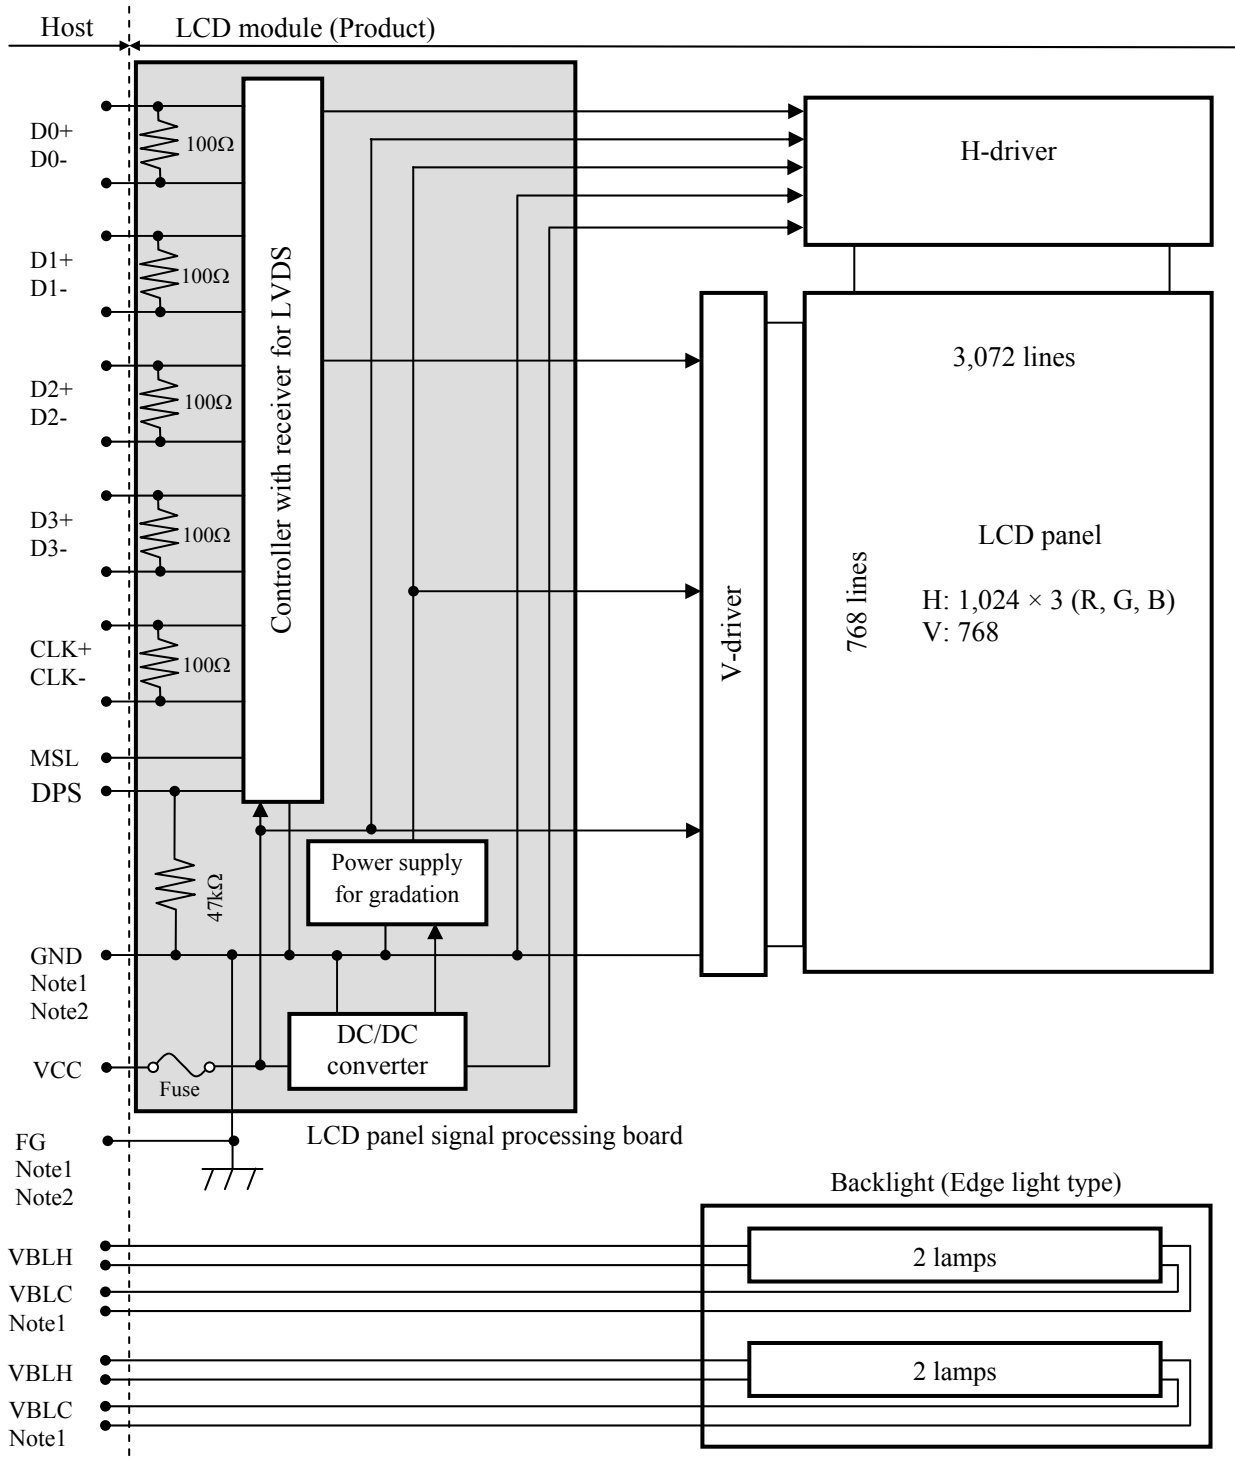 Host
LCD module (Product)
D0+
D0-
100Ω
D1+
D1-
100Ω
D2+
D2-
100Ω
D3+
D3-
100Ω
CLK+
CLK-
100Ω
MSL
DPS
47kΩ
GND
Note1
Note2
VCC
Fuse
FG
Note1
Note2
Controller with receiver for LVDS
Power supply
for gradation
DC/DC
converter
LCD panel signal processing board
H-driver
V-driver
3,072 lines
768 lines
LCD panel
H: 1,024 × 3 (R, G, B)
V: 768
Backlight (Edge light type)
VBLH
VBLC
Note1
2 lamps
VBLH
VBLC
Note1
2 lamps